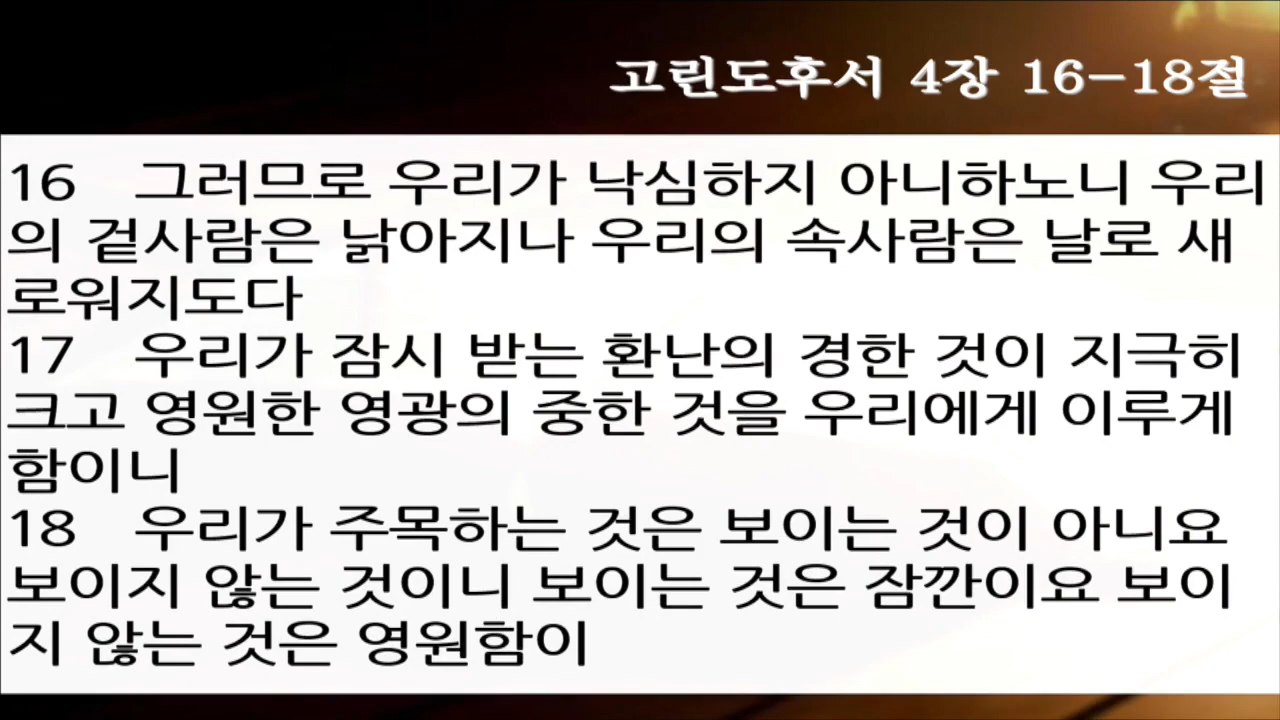 고린도후서 4장 16-18절
16 그러므로 우리가 낙심하지 아니하노니 우리
의 겉사람은 낡아지나 우리의 속사람은 날로 새
로워지도다
17 우리가 잠시 받는 환난의 경한 것이 지극히
크고 영원한 영광의 중한 것을 우리에게 이루게
함이니
18 우리가 주목하는 것은 보이는 것이 아니요
보이지 않는 것이니 보이는 것은 잠깐이요 보이
지 않는 것은 영원함이